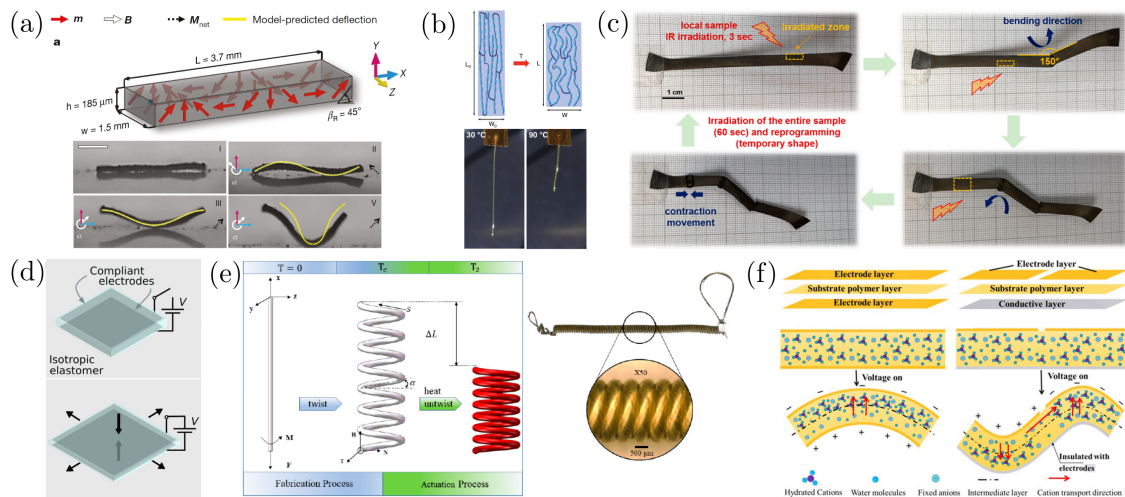 m B M_net Model-predicted deflection
(a)
a
L = 3.7 mm
h = 185 μm
w = 1.5 mm
Y
X
Z
β_R = 45°
I
II
α
III
V
α
α
(b)
T
L₀
L
W₀
W
30 °C
90 °C
(c)
local sample
IR irradiation, 3 sec
irradiated zone
bending direction
150°
1 cm
Irradiation of the entire sample
(60 sec) and reprogramming
(temporary shape)
contraction
movement
(d)
Compliant
electrodes
V
Isotropic
elastomer
V
(e)
T = 0
T_c
T₂
x
z
y
s
ΔL
α
twist
heat
untwist
M
F
B
N
T
Fabrication Process
Actuation Process
X50
500 μm
(f)
Electrode layer
Electrode layer
Substrate polymer layer
Substrate polymer layer
Electrode layer
Conductive layer
Voltage on
Voltage on
Insulated with
electrodes
Hydrated Cations
Water molecules
Fixed anions
Intermediate layer
Cation transport direction